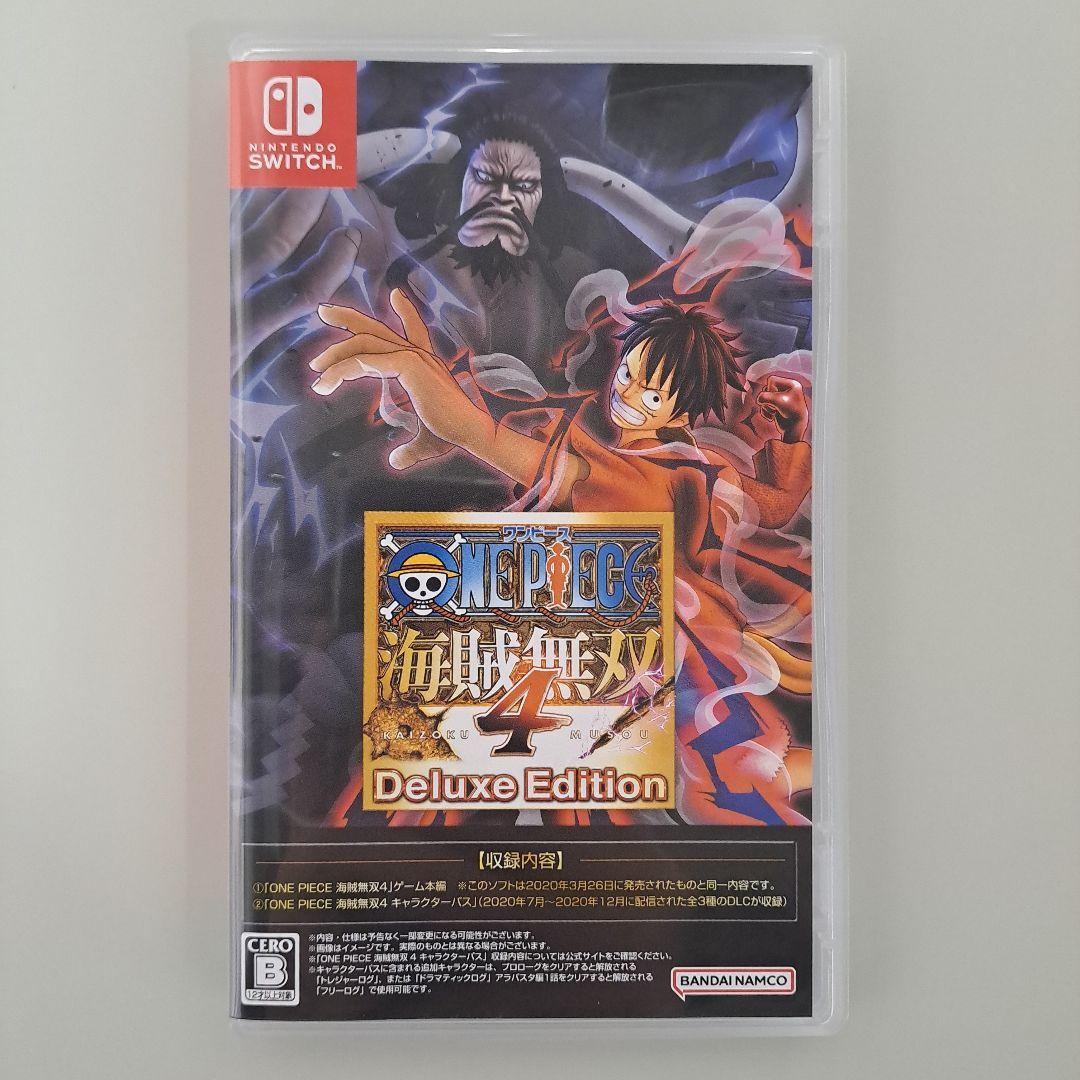 NINTENDO
SWITCH™
ワンピース
ONE PIECE
海賊無双
4
KAIZOKU MUSOU
Deluxe Edition
【収録内容】
①「ONE PIECE 海賊無双4」ゲーム本編 ※このソフトは2020年3月26日に発売されたものと同一内容です。
②「ONE PIECE 海賊無双4 キャラクターパス」(2020年7月～2020年12月に配信された全3種のDLCが収録)
※内容・仕様は予告なく一部変更になる可能性がございます。
※画像はイメージです。実際のものとは異なる場合がございます。
※「ONE PIECE 海賊無双 4 キャラクターパス」収録内容については公式サイトをご確認ください。
※キャラクターパスに含まれる追加キャラクターは、プロローグをクリアすると解放される
「トレジャーログ」、または「ドラマティックログ」アラバスタ編1話をクリアすると解放される
「フリーログ」で使用可能です。
CERO
B
12才以上対象
BANDAI NAMCO